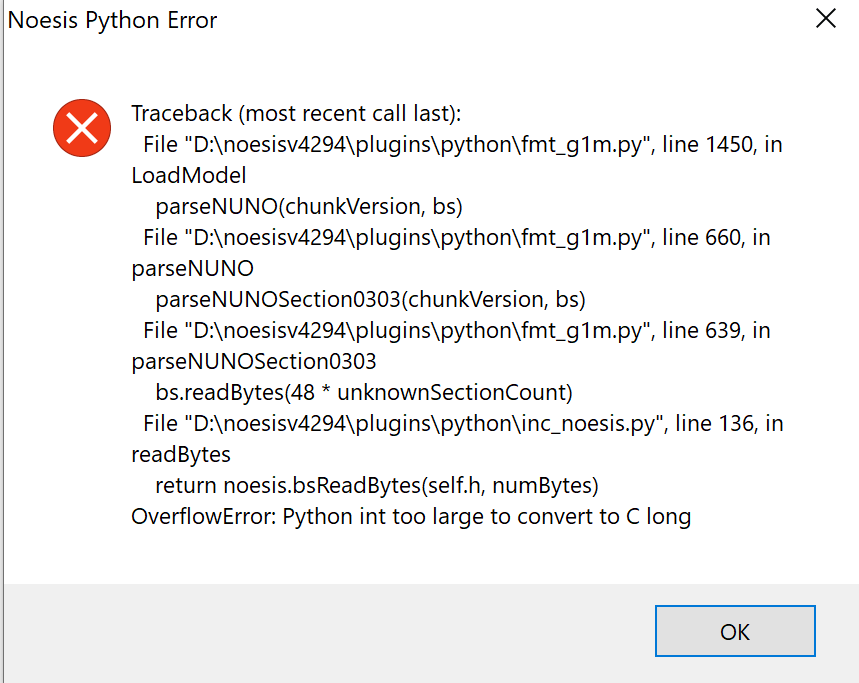 Noesis Python Error
Traceback (most recent call last):
File "D:\noesisv4294\plugins\python\fmt_g1m.py", line 1450, in
LoadModel
parseNUNO(chunkVersion, bs)
File "D:\noesisv4294\plugins\python\fmt_g1m.py", line 660, in
parseNUNO
parseNUNOSection0303(chunkVersion, bs)
File "D:\noesisv4294\plugins\python\fmt_g1m.py", line 639, in
parseNUNOSection0303
bs.readBytes(48 * unknownSectionCount)
File "D:\noesisv4294\plugins\python\inc_noesis.py", line 136, in
readBytes
return noesis.bsReadBytes(self.h, numBytes)
OverflowError: Python int too large to convert to C long
OK